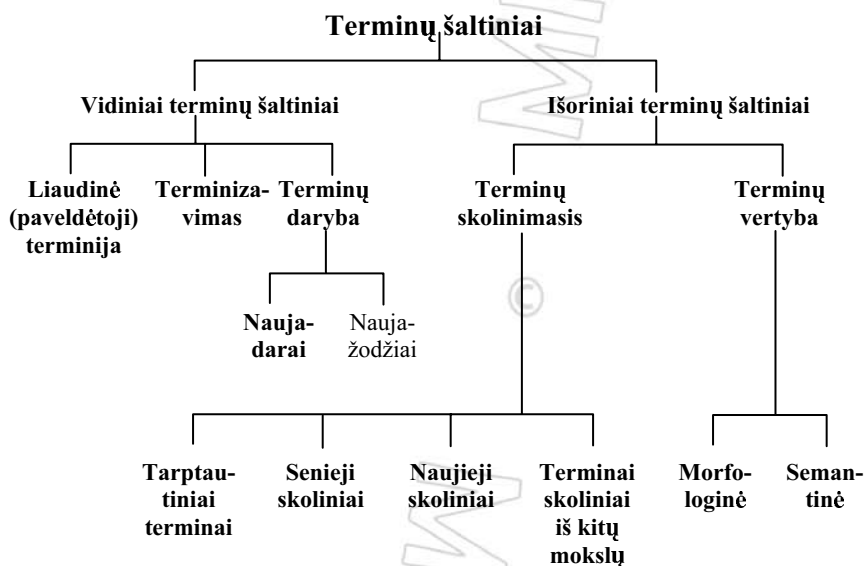 Terminų šaltiniai
Vidiniai terminų šaltiniai
Išoriniai terminų šaltiniai
Liaudinė
(paveldėtoji)
terminija
Terminiza-
vimas
Terminų
daryba
Terminų
skolinimasis
Terminų
vertyba
Nauja-
darai
Nauja-
žodžiai
©
Tarptau-
tiniai
terminai
Senieji
skoliniai
Naujieji
skoliniai
Terminai
skoliniai
iš kitų
mokslų
Morfo-
loginė
Seman-
tinė